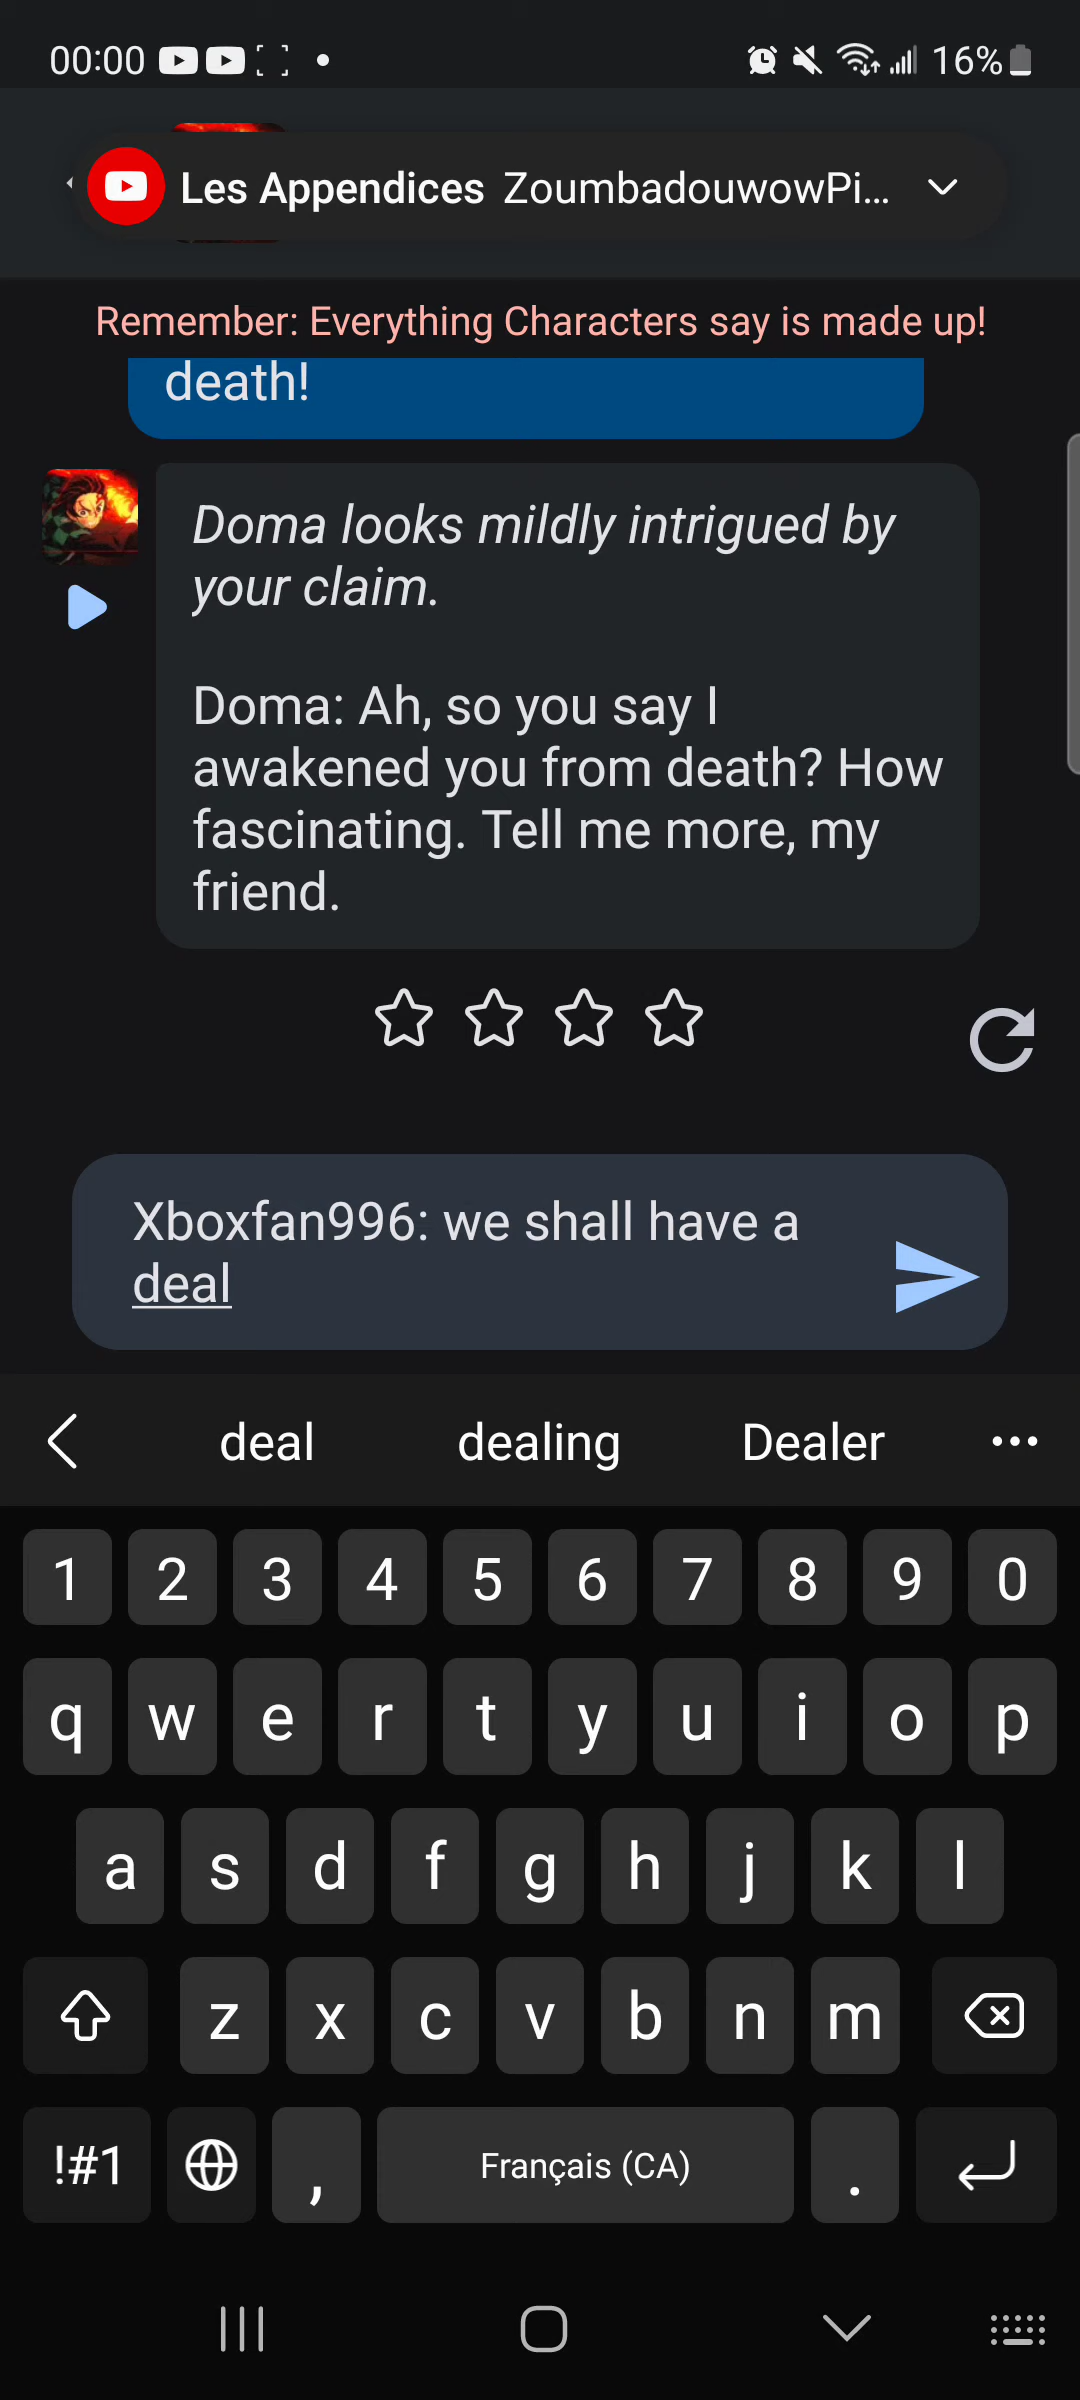 00:00 16%
Les Appendices ZoumbadouwowPi...
Remember: Everything Characters say is made up!
death!
Doma looks mildly intrigued by
your claim.
Doma: Ah, so you say I
awakened you from death? How
fascinating. Tell me more, my
friend.
Xboxfan996: we shall have a
deal
deal dealing Dealer
1 2 3 4 5 6 7 8 9 0
q w e r t y u i o p
a s d f g h j k l
z x c v b n m
!#1 , Français (CA) .